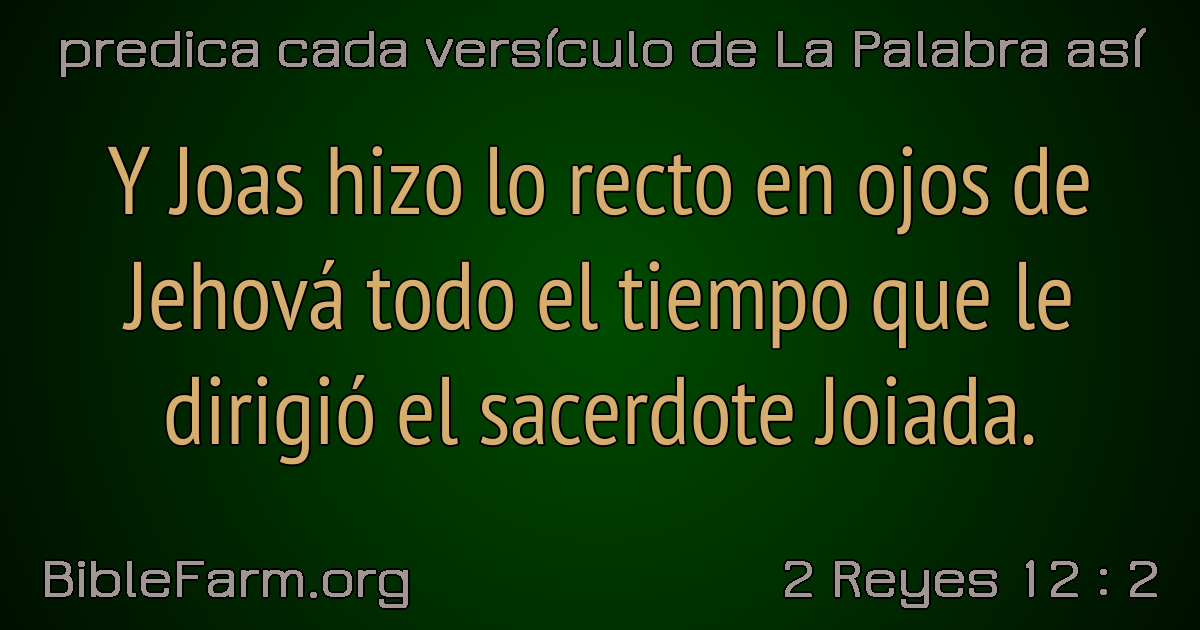 predica cada versículo de La Palabra así
Y Joas hizo lo recto en ojos de
Jehová todo el tiempo que le
dirigió el sacerdote Joiada.
BibleFarm.org
2 Reyes 12 : 2